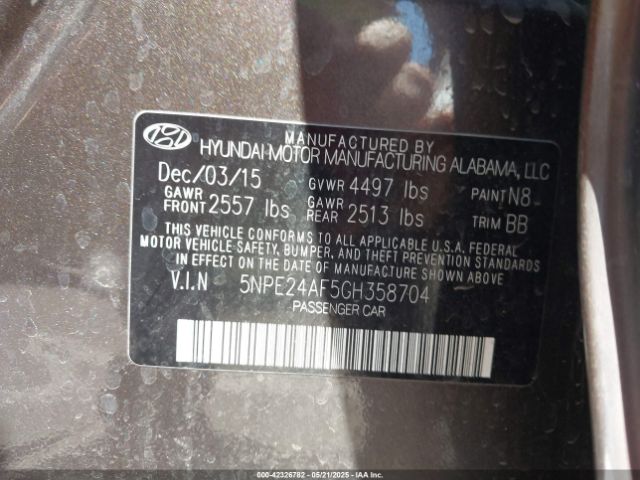 MANUFACTURED BY
HYUNDAI MOTOR MANUFACTURING ALABAMA, LLC
Dec/03/15 GVWR 4497 lbs PAINT N8
GAWR FRONT 2557 lbs GAWR REAR 2513 lbs TRIM BB
THIS VEHICLE CONFORMS TO ALL APPLICABLE U.S.A. FEDERAL
MOTOR VEHICLE SAFETY, BUMPER, AND THEFT PREVENTION STANDARDS
IN EFFECT ON THE DATE OF MANUFACTURE SHOWN ABOVE.
V.I.N 5NPE24AF5GH358704
PASSENGER CAR
000-42326782 - 05/21/2025 - IAA Inc.